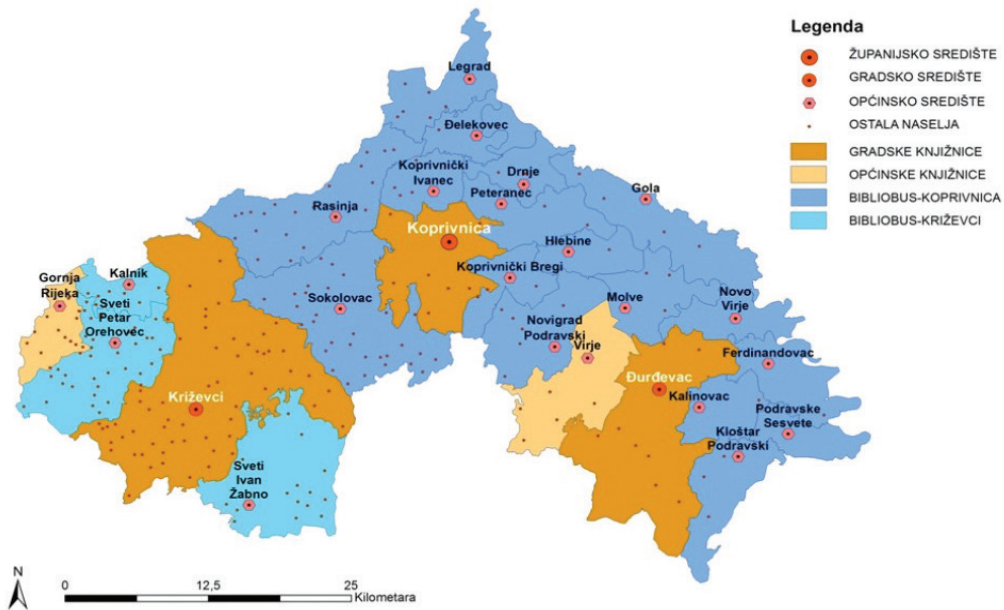 Legenda
ŽUPANIJSKO SREDIŠTE
GRADSKO SREDIŠTE
OPĆINSKO SREDIŠTE
OSTALA NASELJA
GRADSKE KNJIŽNICE
OPĆINSKE KNJIŽNICE
BIBLIOBUS-KOPRIVNICA
BIBLIOBUS-KRIŽEVCI
Legrad
Đelekovec
Koprivnički
Ivanec
Drnje
Peteranec
Gola
Rasinja
Koprivnica
Hlebine
Koprivnički Bregi
Gornja
Rijeka
Kalnik
Sveti
Petar
Orehovec
Sokolovac
Molve
Novo
Virje
Novigrad
Podravski
Virje
Ferdinandovac
Đurđevac
Kalinovac
Podravske
Sesvete
Kloštar
Podravski
Križevci
Sveti
Ivan
Žabno
N
0
12,5
25
Kilometara